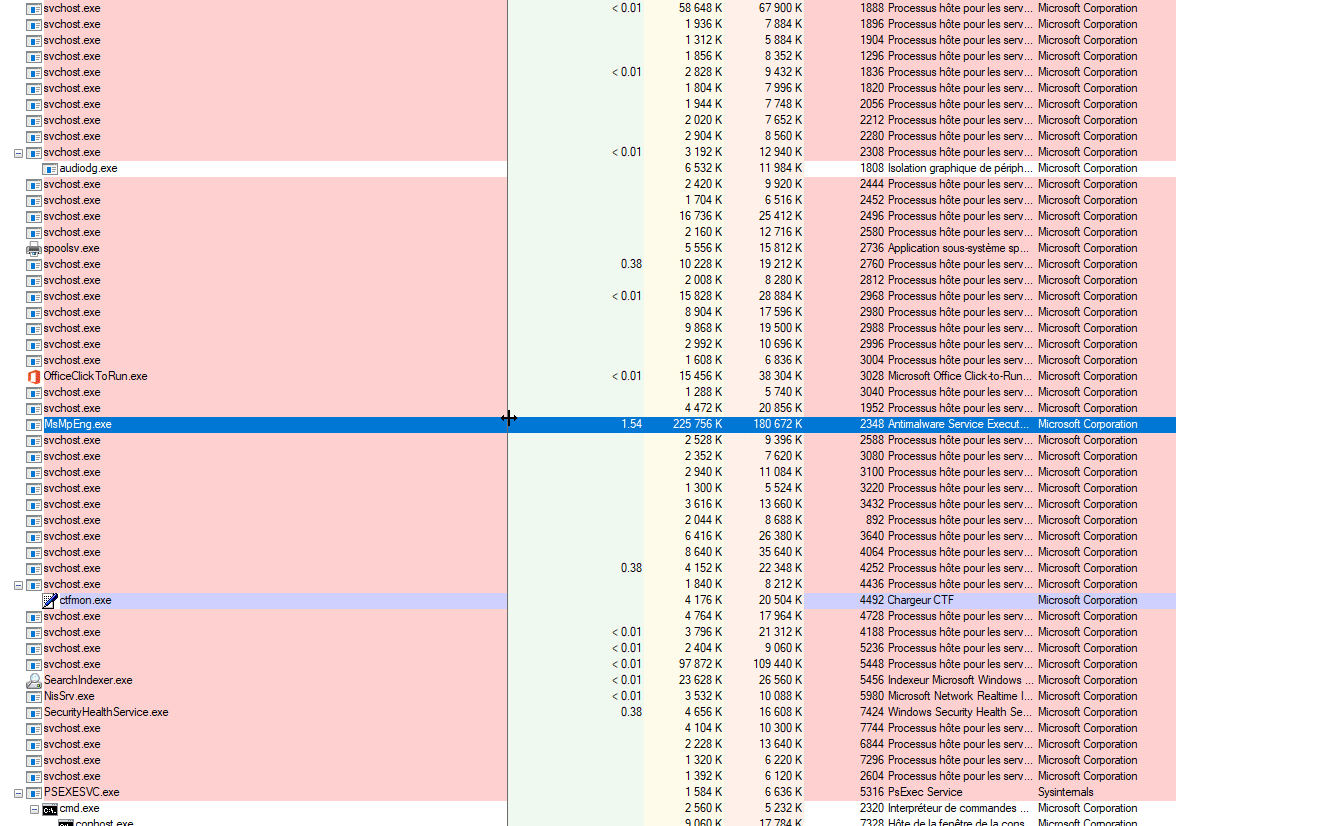 svchost.exe < 0.01 58 648 K 67 900 K 1888 Processus hôte pour les serv... Microsoft Corporation
svchost.exe 1 936 K 7 884 K 1896 Processus hôte pour les serv... Microsoft Corporation
svchost.exe 1 312 K 5 884 K 1904 Processus hôte pour les serv... Microsoft Corporation
svchost.exe 1 856 K 8 352 K 1296 Processus hôte pour les serv... Microsoft Corporation
svchost.exe < 0.01 2 828 K 9 432 K 1836 Processus hôte pour les serv... Microsoft Corporation
svchost.exe 1 804 K 7 996 K 1820 Processus hôte pour les serv... Microsoft Corporation
svchost.exe 1 944 K 7 748 K 2056 Processus hôte pour les serv... Microsoft Corporation
svchost.exe 2 020 K 7 652 K 2212 Processus hôte pour les serv... Microsoft Corporation
svchost.exe 2 904 K 8 560 K 2280 Processus hôte pour les serv... Microsoft Corporation
svchost.exe < 0.01 3 192 K 12 940 K 2308 Processus hôte pour les serv... Microsoft Corporation
audiodg.exe 6 532 K 11 984 K 1808 Isolation graphique de périph... Microsoft Corporation
svchost.exe 2 420 K 9 920 K 2444 Processus hôte pour les serv... Microsoft Corporation
svchost.exe 1 704 K 6 516 K 2452 Processus hôte pour les serv... Microsoft Corporation
svchost.exe 16 736 K 25 412 K 2496 Processus hôte pour les serv... Microsoft Corporation
svchost.exe 2 160 K 12 716 K 2580 Processus hôte pour les serv... Microsoft Corporation
spoolsv.exe 5 556 K 15 812 K 2736 Application sous-système sp... Microsoft Corporation
svchost.exe 0.38 10 228 K 19 212 K 2760 Processus hôte pour les serv... Microsoft Corporation
svchost.exe 2 008 K 8 280 K 2812 Processus hôte pour les serv... Microsoft Corporation
svchost.exe < 0.01 15 828 K 28 884 K 2968 Processus hôte pour les serv... Microsoft Corporation
svchost.exe 8 904 K 17 596 K 2980 Processus hôte pour les serv... Microsoft Corporation
svchost.exe 9 868 K 19 500 K 2988 Processus hôte pour les serv... Microsoft Corporation
svchost.exe 2 992 K 10 696 K 2996 Processus hôte pour les serv... Microsoft Corporation
svchost.exe 1 608 K 6 836 K 3004 Processus hôte pour les serv... Microsoft Corporation
OfficeClickToRun.exe < 0.01 15 456 K 38 304 K 3028 Microsoft Office Click-to-Run... Microsoft Corporation
svchost.exe 1 288 K 5 740 K 3040 Processus hôte pour les serv... Microsoft Corporation
svchost.exe 4 472 K 20 856 K 1952 Processus hôte pour les serv... Microsoft Corporation
MsMpEng.exe 1.54 225 756 K 180 672 K 2348 Antimalware Service Execut... Microsoft Corporation
svchost.exe 2 528 K 9 396 K 2588 Processus hôte pour les serv... Microsoft Corporation
svchost.exe 2 352 K 7 620 K 3080 Processus hôte pour les serv... Microsoft Corporation
svchost.exe 2 940 K 11 084 K 3100 Processus hôte pour les serv... Microsoft Corporation
svchost.exe 1 300 K 5 524 K 3220 Processus hôte pour les serv... Microsoft Corporation
svchost.exe 3 616 K 13 660 K 3432 Processus hôte pour les serv... Microsoft Corporation
svchost.exe 2 044 K 8 688 K 892 Processus hôte pour les serv... Microsoft Corporation
svchost.exe 6 416 K 26 380 K 3640 Processus hôte pour les serv... Microsoft Corporation
svchost.exe 8 640 K 35 640 K 4064 Processus hôte pour les serv... Microsoft Corporation
svchost.exe 0.38 4 152 K 22 348 K 4252 Processus hôte pour les serv... Microsoft Corporation
svchost.exe 1 840 K 8 212 K 4436 Processus hôte pour les serv... Microsoft Corporation
ctfmon.exe 4 176 K 20 504 K 4492 Chargeur CTF Microsoft Corporation
svchost.exe 4 764 K 17 964 K 4728 Processus hôte pour les serv... Microsoft Corporation
svchost.exe < 0.01 3 796 K 21 312 K 4188 Processus hôte pour les serv... Microsoft Corporation
svchost.exe < 0.01 2 404 K 9 060 K 5236 Processus hôte pour les serv... Microsoft Corporation
svchost.exe < 0.01 97 872 K 109 440 K 5448 Processus hôte pour les serv... Microsoft Corporation
SearchIndexer.exe < 0.01 23 628 K 26 560 K 5456 Indexeur Microsoft Windows ... Microsoft Corporation
NisSrv.exe < 0.01 3 532 K 10 088 K 5980 Microsoft Network Realtime I... Microsoft Corporation
SecurityHealthService.exe 0.38 4 656 K 16 608 K 7424 Windows Security Health Se... Microsoft Corporation
svchost.exe 4 104 K 10 300 K 7744 Processus hôte pour les serv... Microsoft Corporation
svchost.exe 2 228 K 13 640 K 6844 Processus hôte pour les serv... Microsoft Corporation
svchost.exe 1 320 K 6 220 K 7296 Processus hôte pour les serv... Microsoft Corporation
svchost.exe 1 392 K 6 120 K 2604 Processus hôte pour les serv... Microsoft Corporation
PSEXESVC.exe 1 584 K 6 636 K 5316 PsExec Service Sysinternals
cmd.exe 2 560 K 5 232 K 2320 Interpréteur de commandes ... Microsoft Corporation
conhost.exe 9 060 K 17 784 K 7328 Hôte de la fenêtre de la cons... Microsoft Corporation